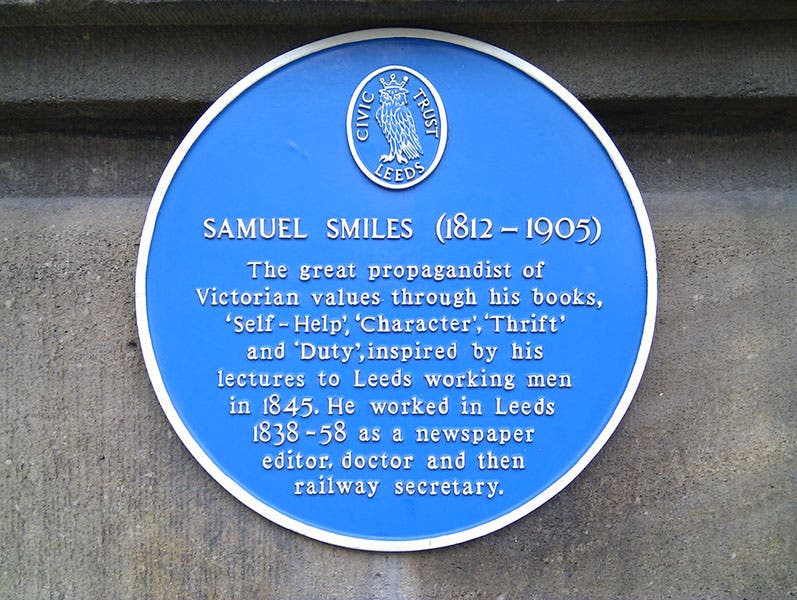 CIVIC TRUST
LEEDS
SAMUEL SMILES (1812 – 1905)
The great propagandist of
Victorian values through his books,
‘Self – Help’, ‘Character’, ‘Thrift’
and ‘Duty’, inspired by his
lectures to Leeds working men
in 1845. He worked in Leeds
1838 – 58 as a newspaper
editor, doctor and then
railway secretary.